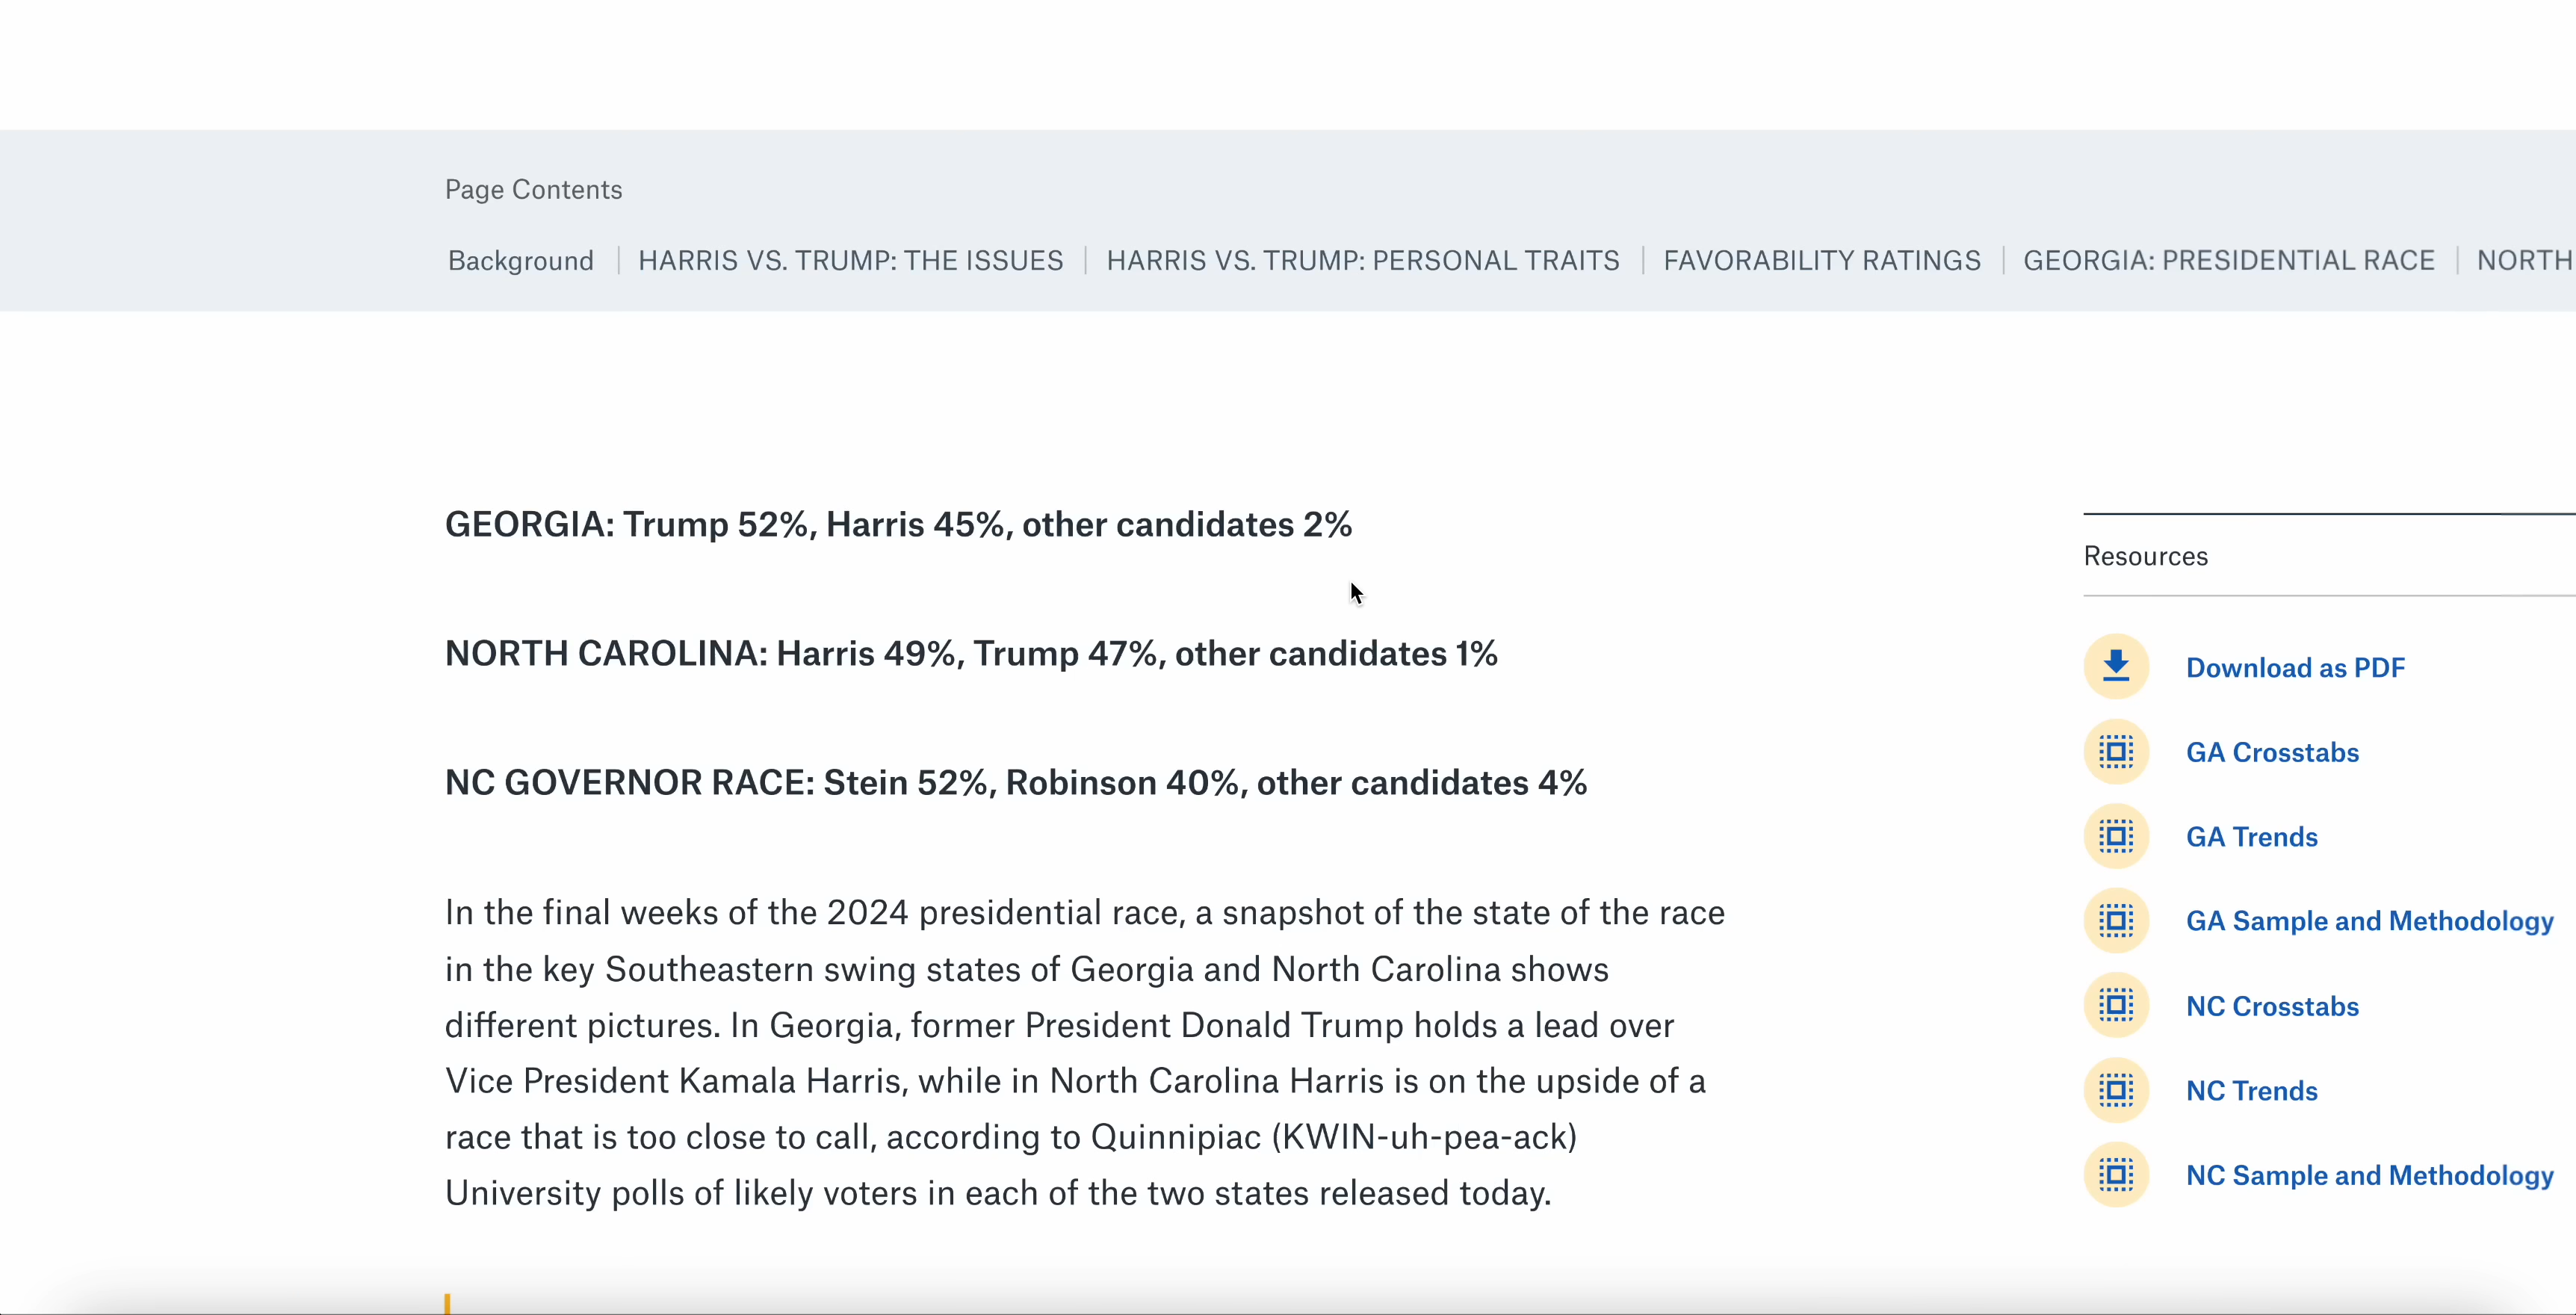 Page Contents
Background | HARRIS VS. TRUMP: THE ISSUES | HARRIS VS. TRUMP: PERSONAL TRAITS | FAVORABILITY RATINGS | GEORGIA: PRESIDENTIAL RACE | NORTH
GEORGIA: Trump 52%, Harris 45%, other candidates 2%
NORTH CAROLINA: Harris 49%, Trump 47%, other candidates 1%
NC GOVERNOR RACE: Stein 52%, Robinson 40%, other candidates 4%
In the final weeks of the 2024 presidential race, a snapshot of the state of the race
in the key Southeastern swing states of Georgia and North Carolina shows
different pictures. In Georgia, former President Donald Trump holds a lead over
Vice President Kamala Harris, while in North Carolina Harris is on the upside of a
race that is too close to call, according to Quinnipiac (KWIN-uh-pea-ack)
University polls of likely voters in each of the two states released today.
Resources
Download as PDF
GA Crosstabs
GA Trends
GA Sample and Methodology
NC Crosstabs
NC Trends
NC Sample and Methodology